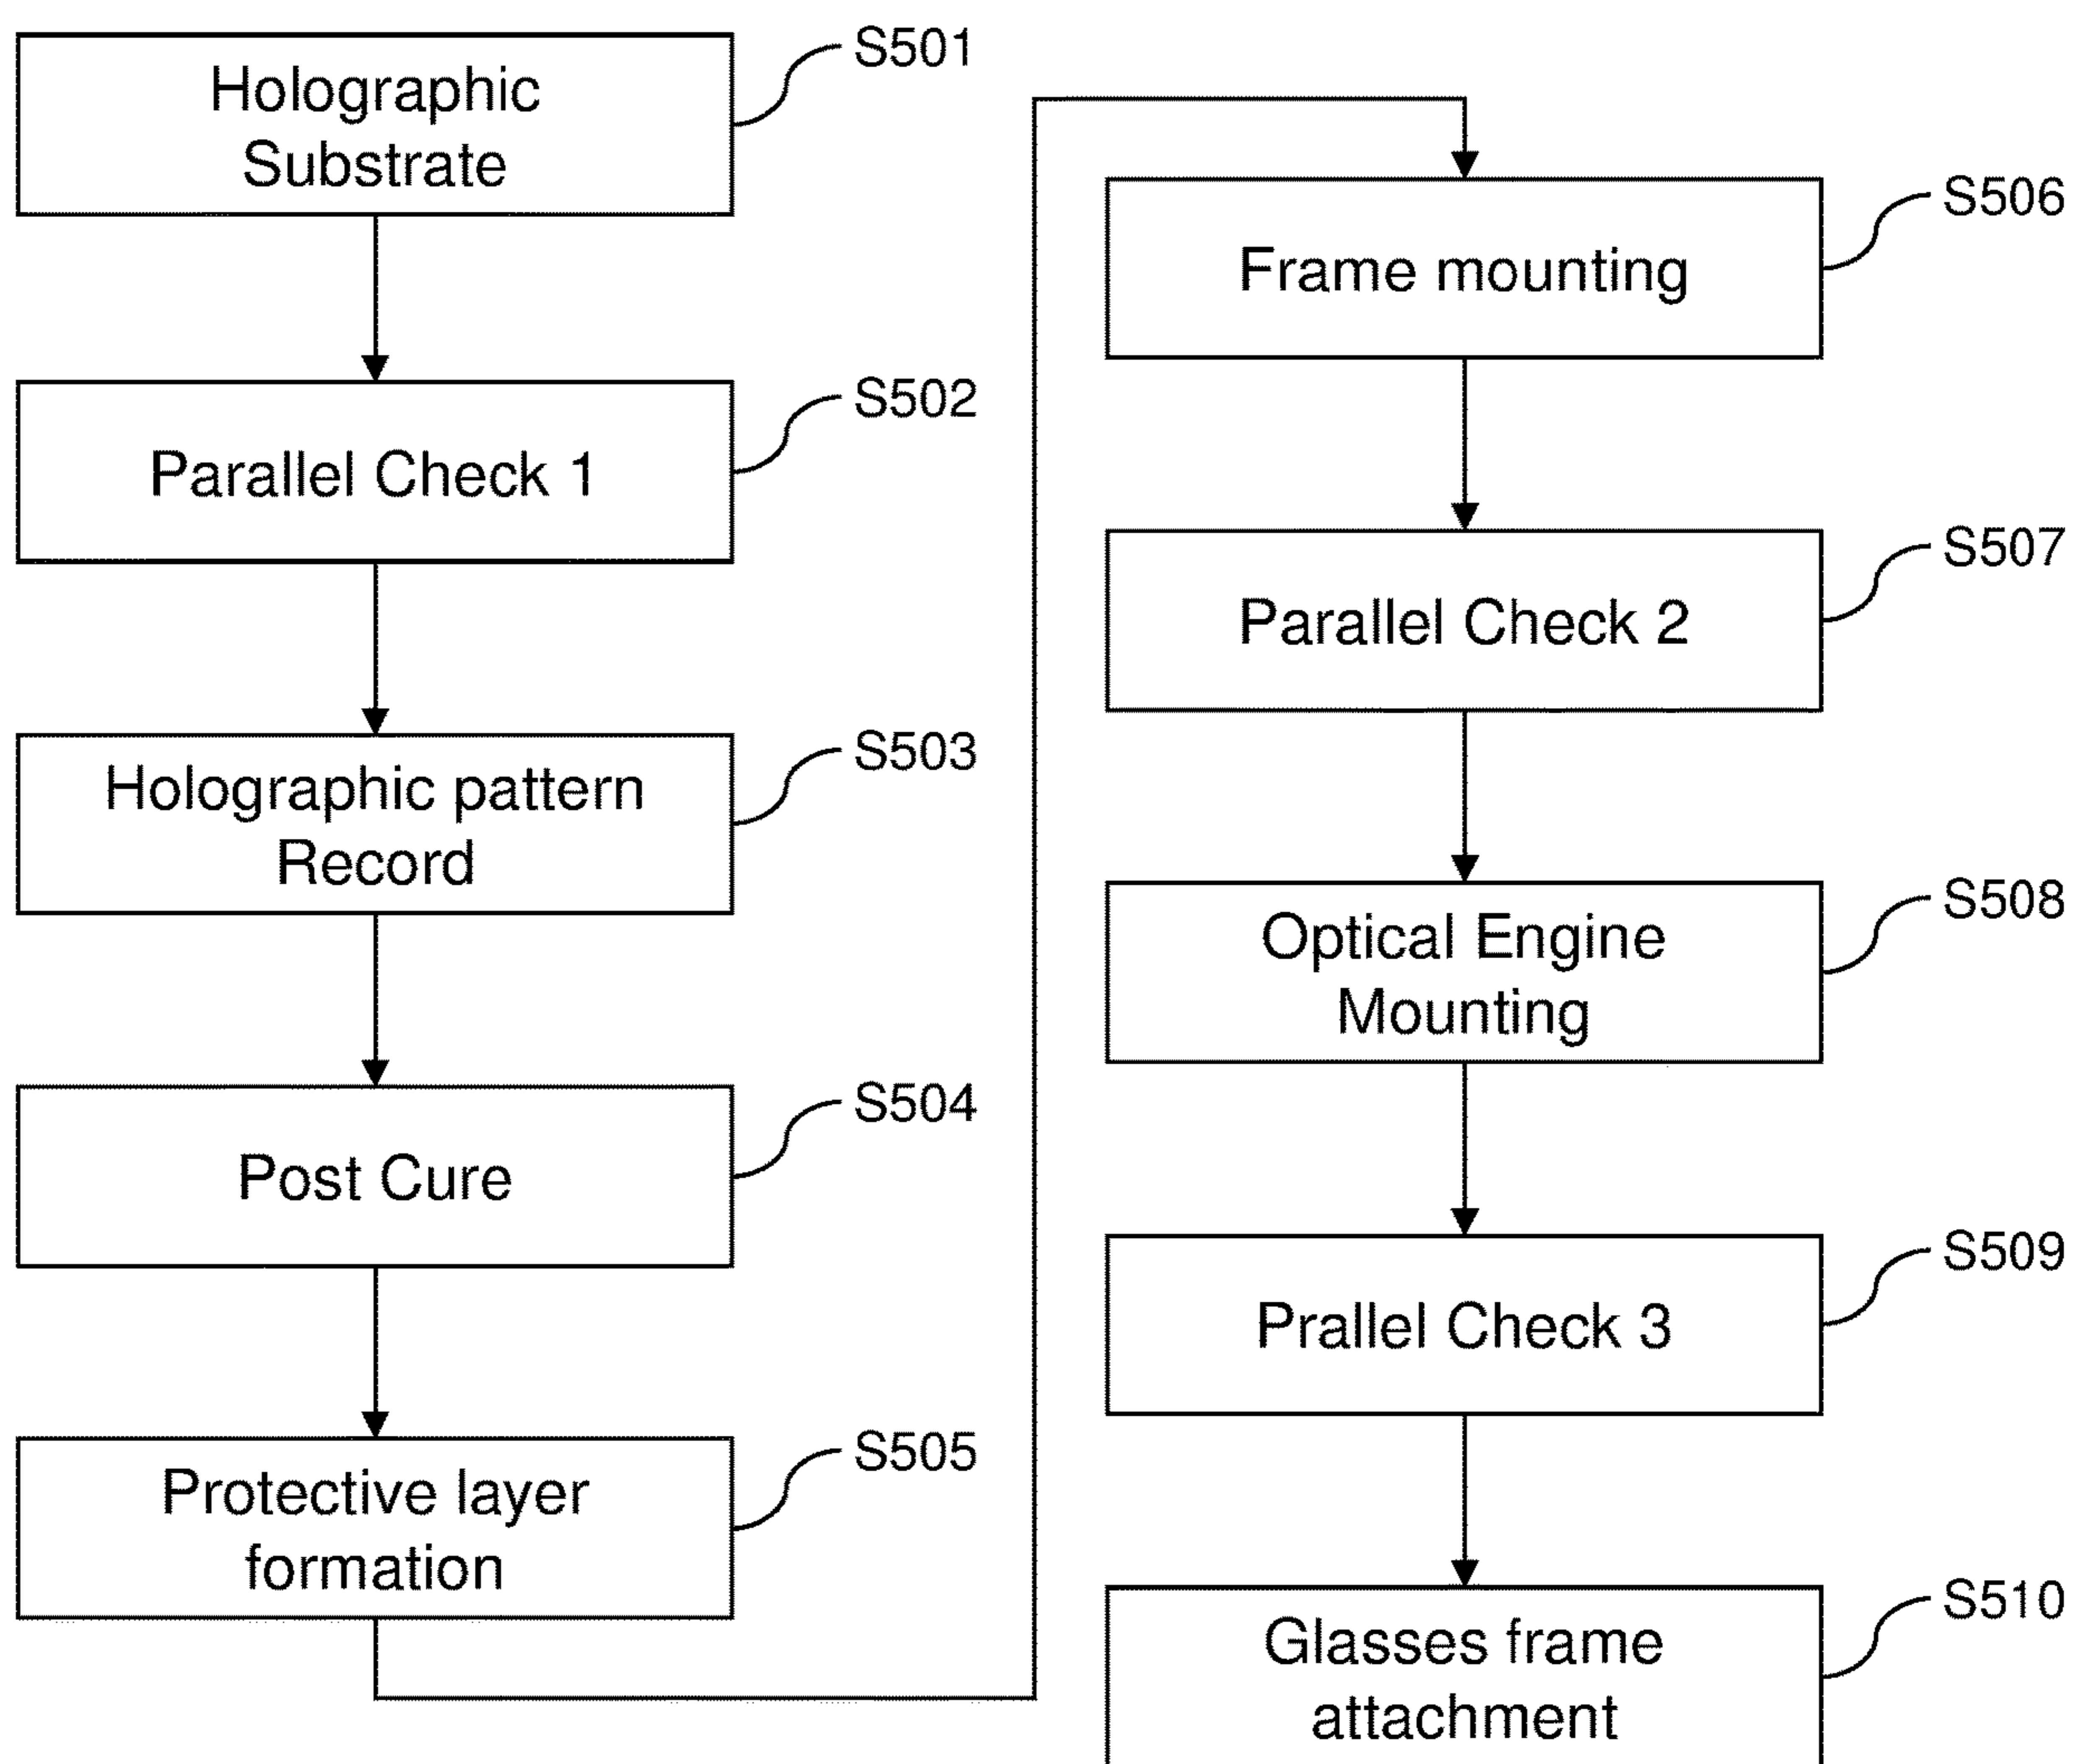 Holographic
Substrate
S501
Parallel Check 1
S502
Holographic pattern
Record
S503
Post Cure
S504
Protective layer
formation
S505
Frame mounting
S506
Parallel Check 2
S507
Optical Engine
Mounting
S508
Prallel Check 3
S509
Glasses frame
attachment
S510